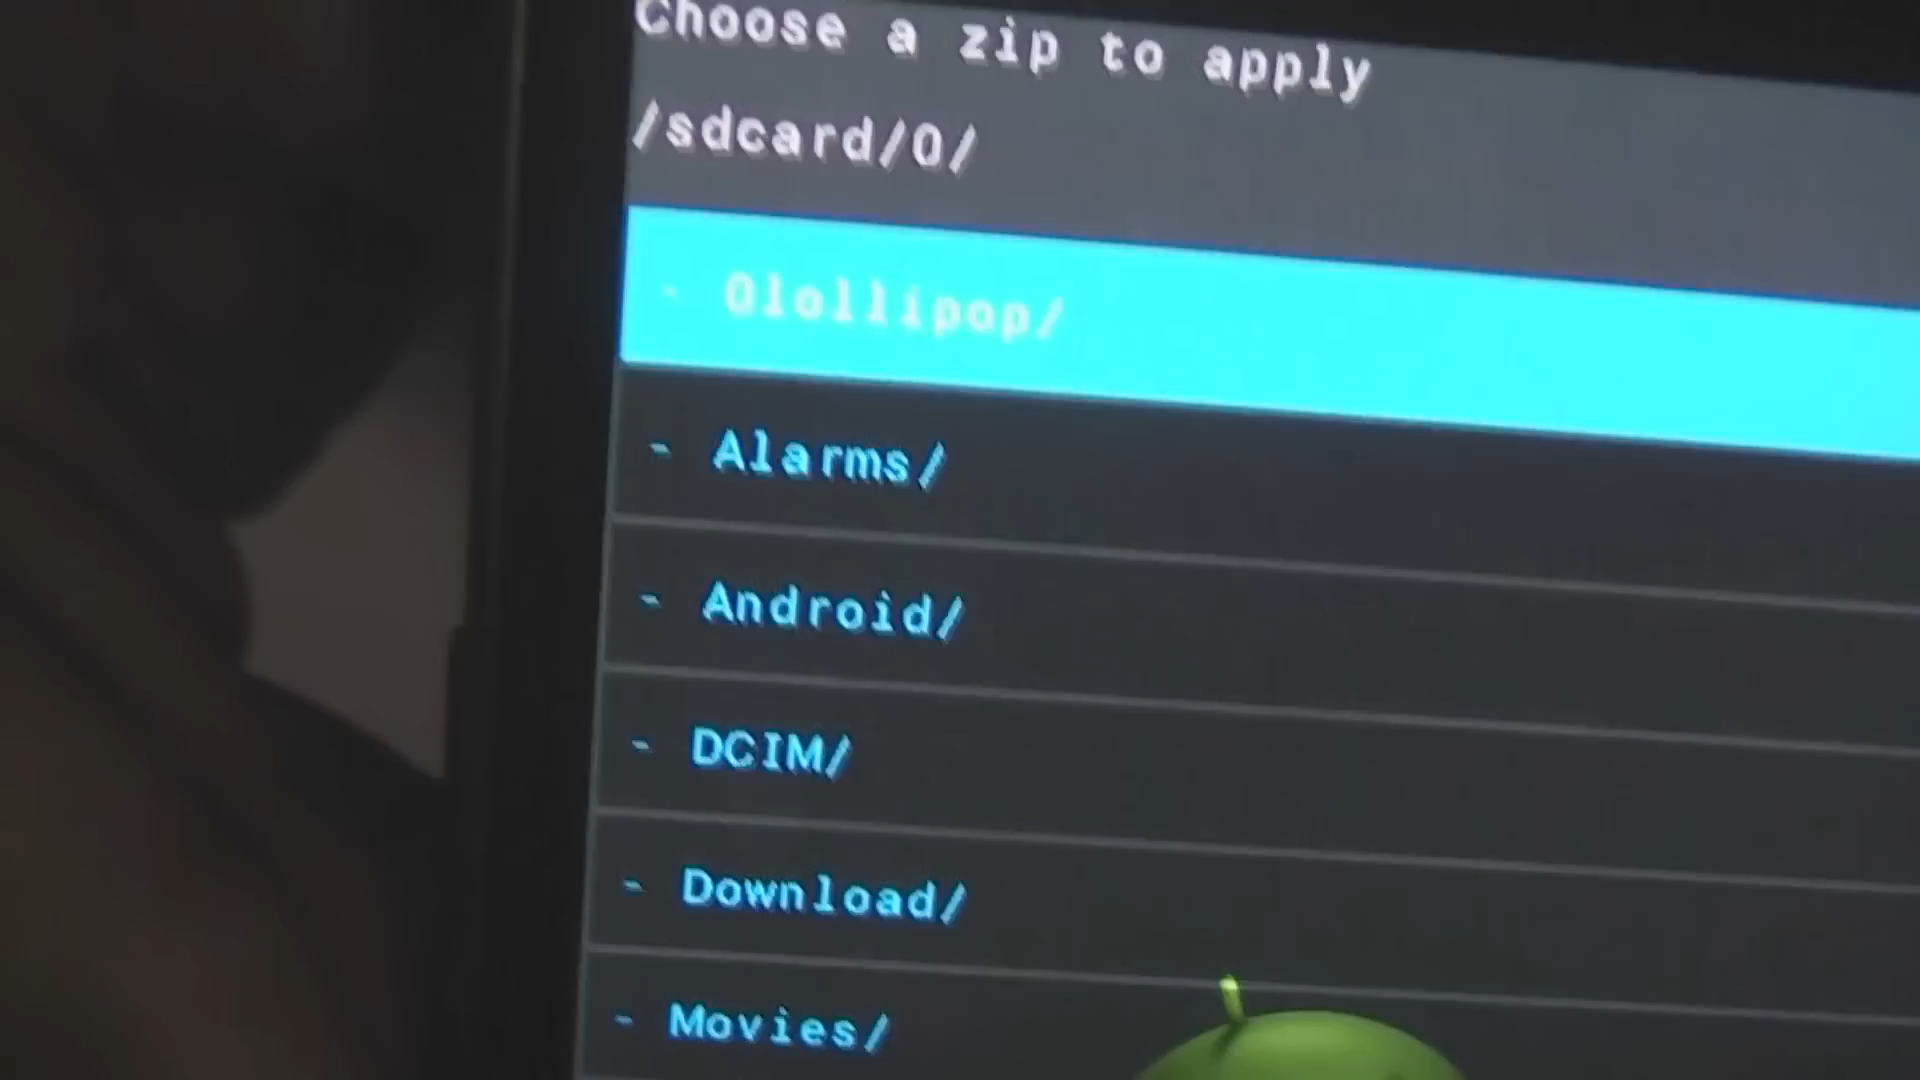 Choose a zip to apply
/sdcard/0/
- 0lollipop/
- Alarms/
- Android/
- DCIM/
- Download/
- Movies/